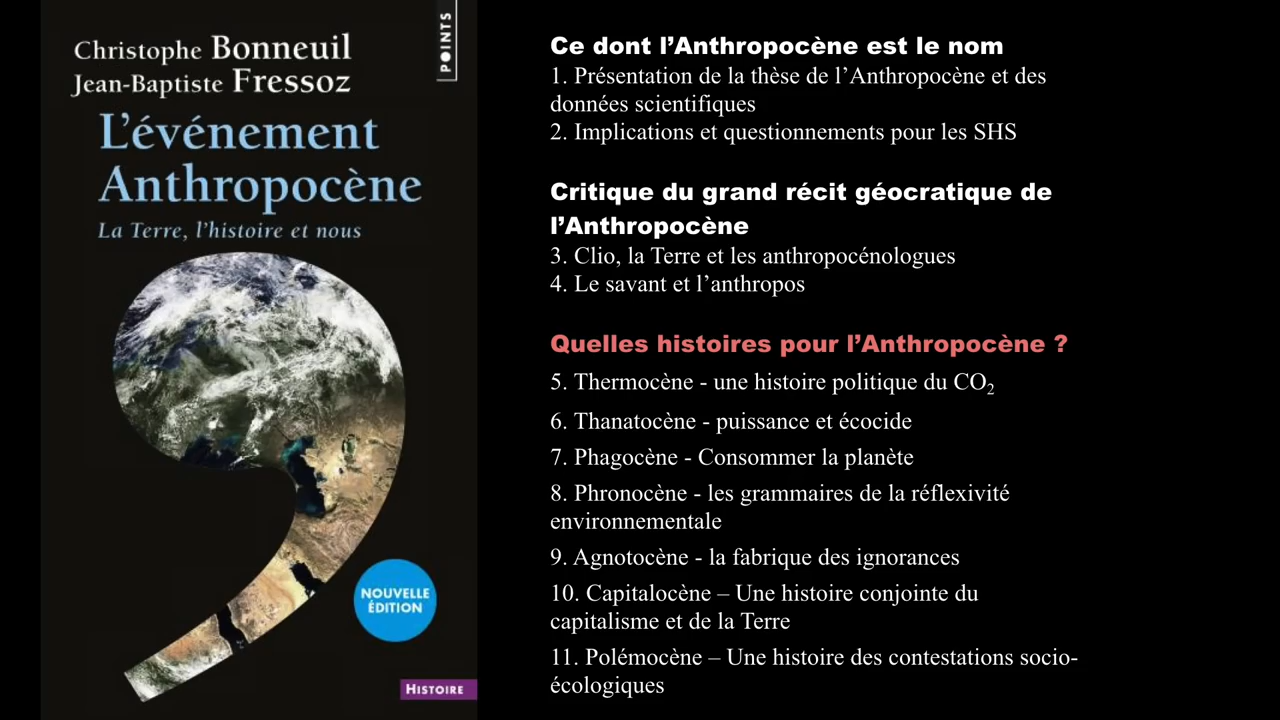 Christophe Bonneuil
Jean-Baptiste Fressoz
POINTS
L'événement
Anthropocène
La Terre, l'histoire et nous
NOUVELLE
ÉDITION
HISTOIRE
Ce dont l'Anthropocène est le nom
1. Présentation de la thèse de l'Anthropocène et des
données scientifiques
2. Implications et questionnements pour les SHS
Critique du grand récit géocratique de
l'Anthropocène
3. Clio, la Terre et les anthropocénologues
4. Le savant et l'anthropos
Quelles histoires pour l'Anthropocène ?
5. Thermocène - une histoire politique du CO₂
6. Thanatocène - puissance et écocide
7. Phagocène - Consommer la planète
8. Phronocène - les grammaires de la réflexivité
environnementale
9. Agnotocène - la fabrique des ignorances
10. Capitalocène – Une histoire conjointe du
capitalisme et de la Terre
11. Polémocène – Une histoire des contestations socio-
écologiques